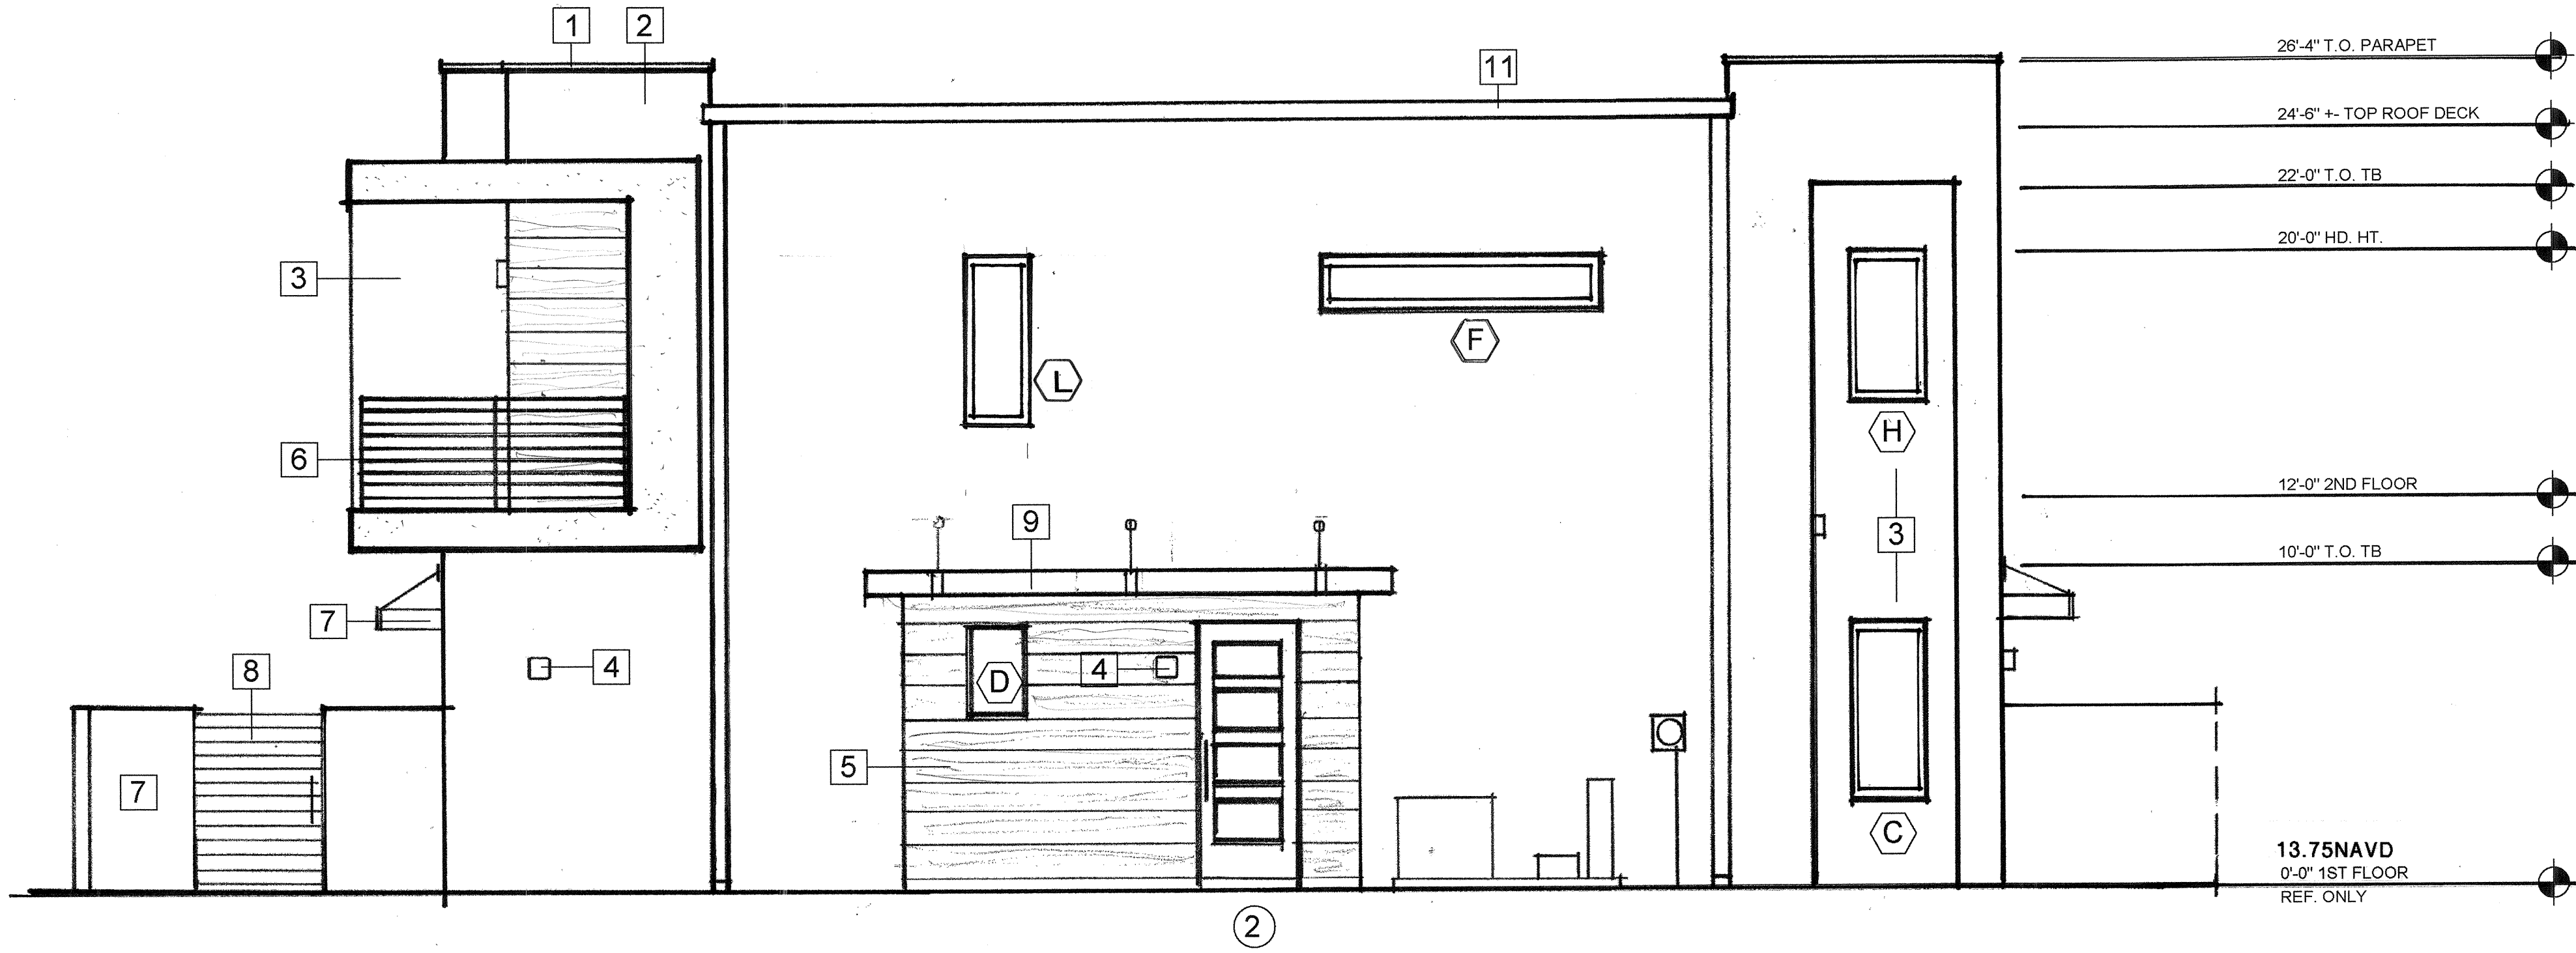 1
2
11
26'-4" T.O. PARAPET
24'-6" +- TOP ROOF DECK
22'-0" T.O. TB
20'-0" HD. HT.
3
F
L
H
6
12'-0" 2ND FLOOR
9
3
10'-0" T.O. TB
7
8
4
4
D
5
7
C
13.75NAVD
0'-0" 1ST FLOOR
REF. ONLY
2